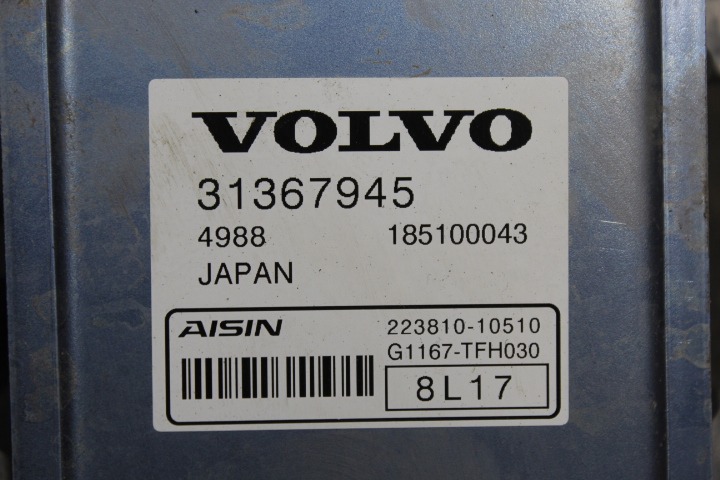 VOLVO
31367945
4988 185100043
JAPAN
AISIN 223810-10510
G1167-TFH030
8L17